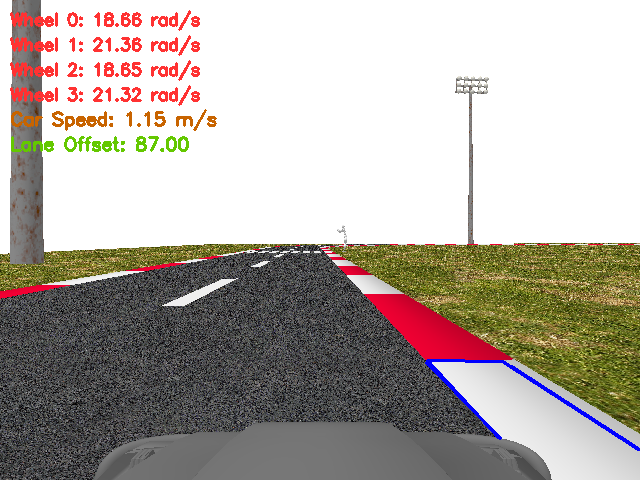 Wheel 0: 18.66 rad/s
Wheel 1: 21.36 rad/s
Wheel 2: 18.65 rad/s
Wheel 3: 21.32 rad/s
Car Speed: 1.15 m/s
Lane Offset: 87.00